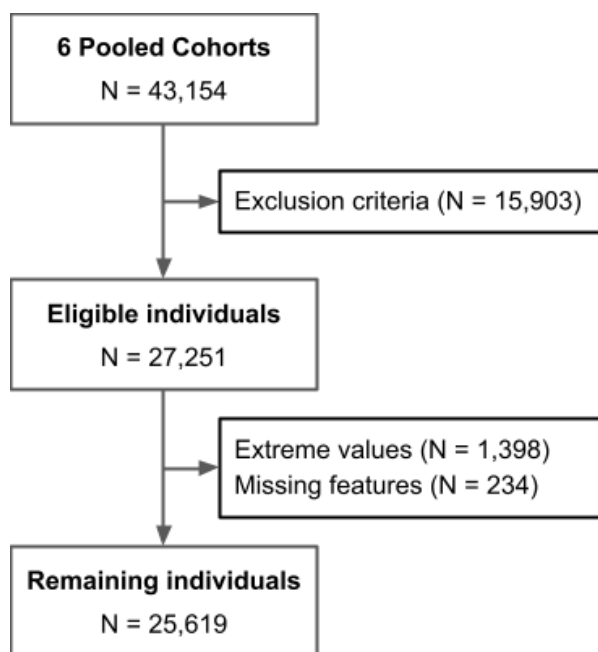 6 Pooled Cohorts
N = 43,154
Exclusion criteria (N = 15,903)
Eligible individuals
N = 27,251
Extreme values (N = 1,398)
Missing features (N = 234)
Remaining individuals
N = 25,619